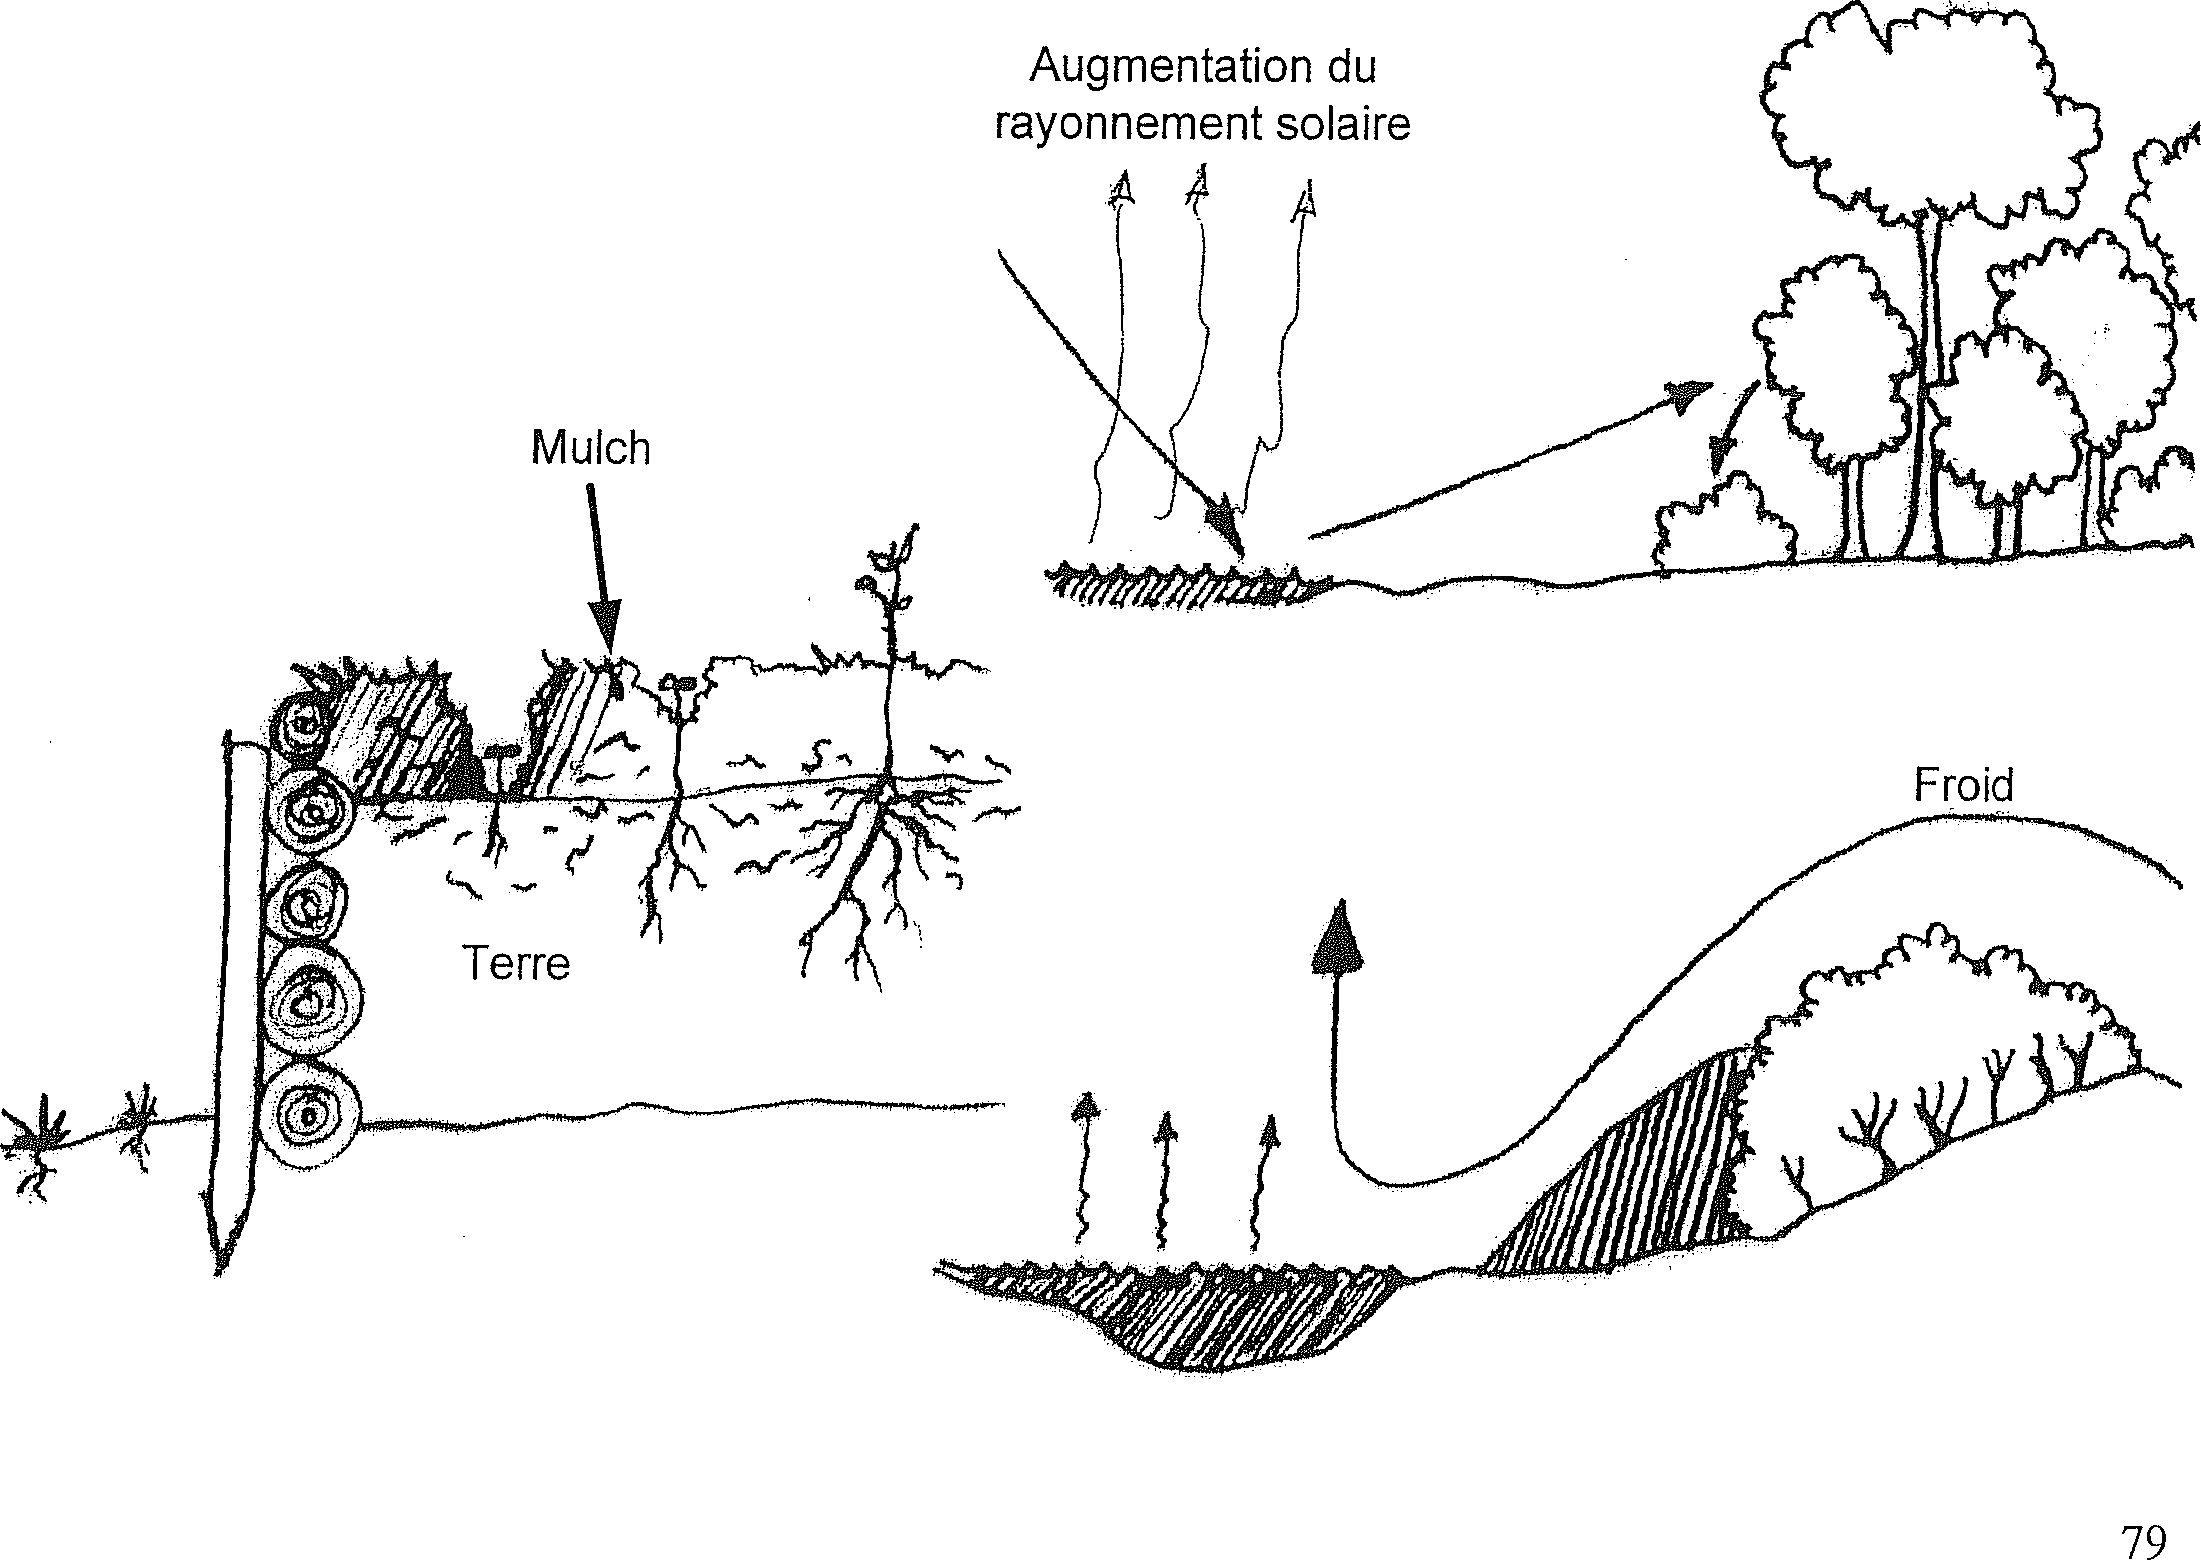 Augmentation du
rayonnement solaire
Mulch
Froid
Terre
79